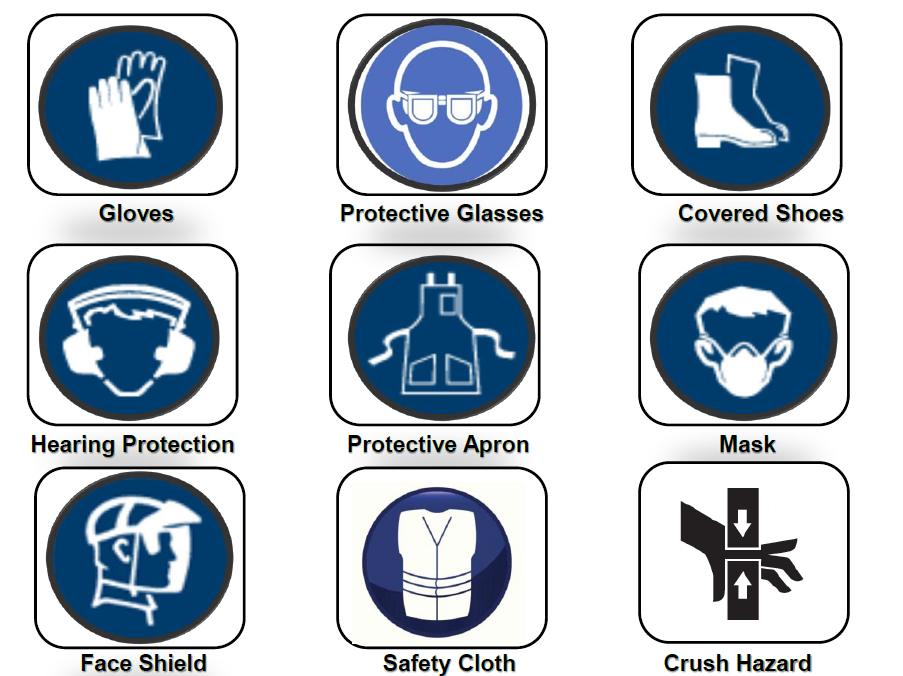 Gloves
Protective Glasses
Covered Shoes
Hearing Protection
Protective Apron
Mask
Face Shield
Safety Cloth
Crush Hazard